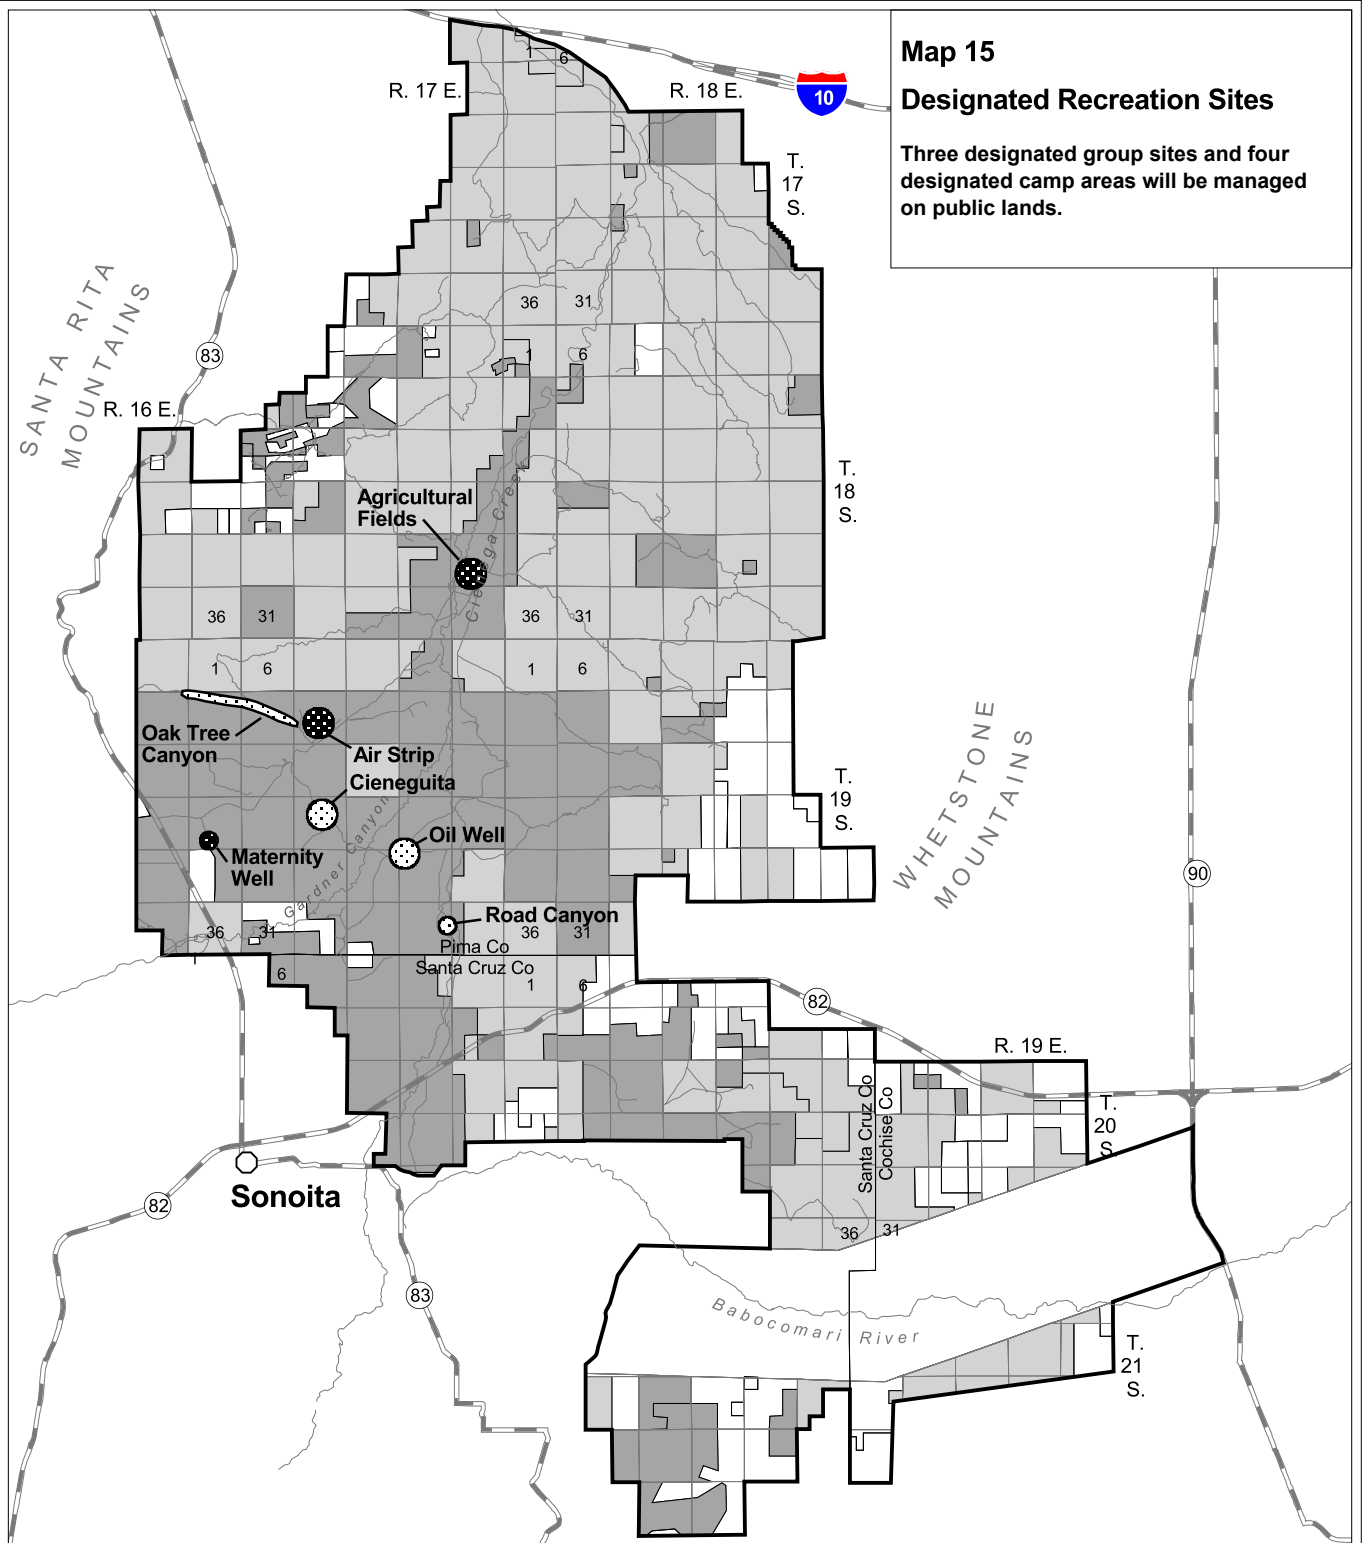 Map 15
Designated Recreation Sites
Three designated group sites and four
designated camp areas will be managed
on public lands.
10
R. 17 E.
R. 18 E.
1
6
T.
17
S.
SANTA RITA
MOUNTAINS
83
36
31
1
6
R. 16 E.
T.
18
S.
Agricultural
Fields
Cienega Creek
36
31
36
31
1
6
1
6
Oak Tree
Canyon
Air Strip
Cieneguita
T.
19
S.
WHETSTONE
MOUNTAINS
Oil Well
Maternity
Well
Gardner Canyon
90
Road Canyon
36
31
36
31
Pima Co
Santa Cruz Co
1
6
1
6
82
R. 19 E.
Santa Cruz Co
Cochise Co
T.
20
S.
Sonoita
82
36
31
83
Babocomari River
T.
21
S.